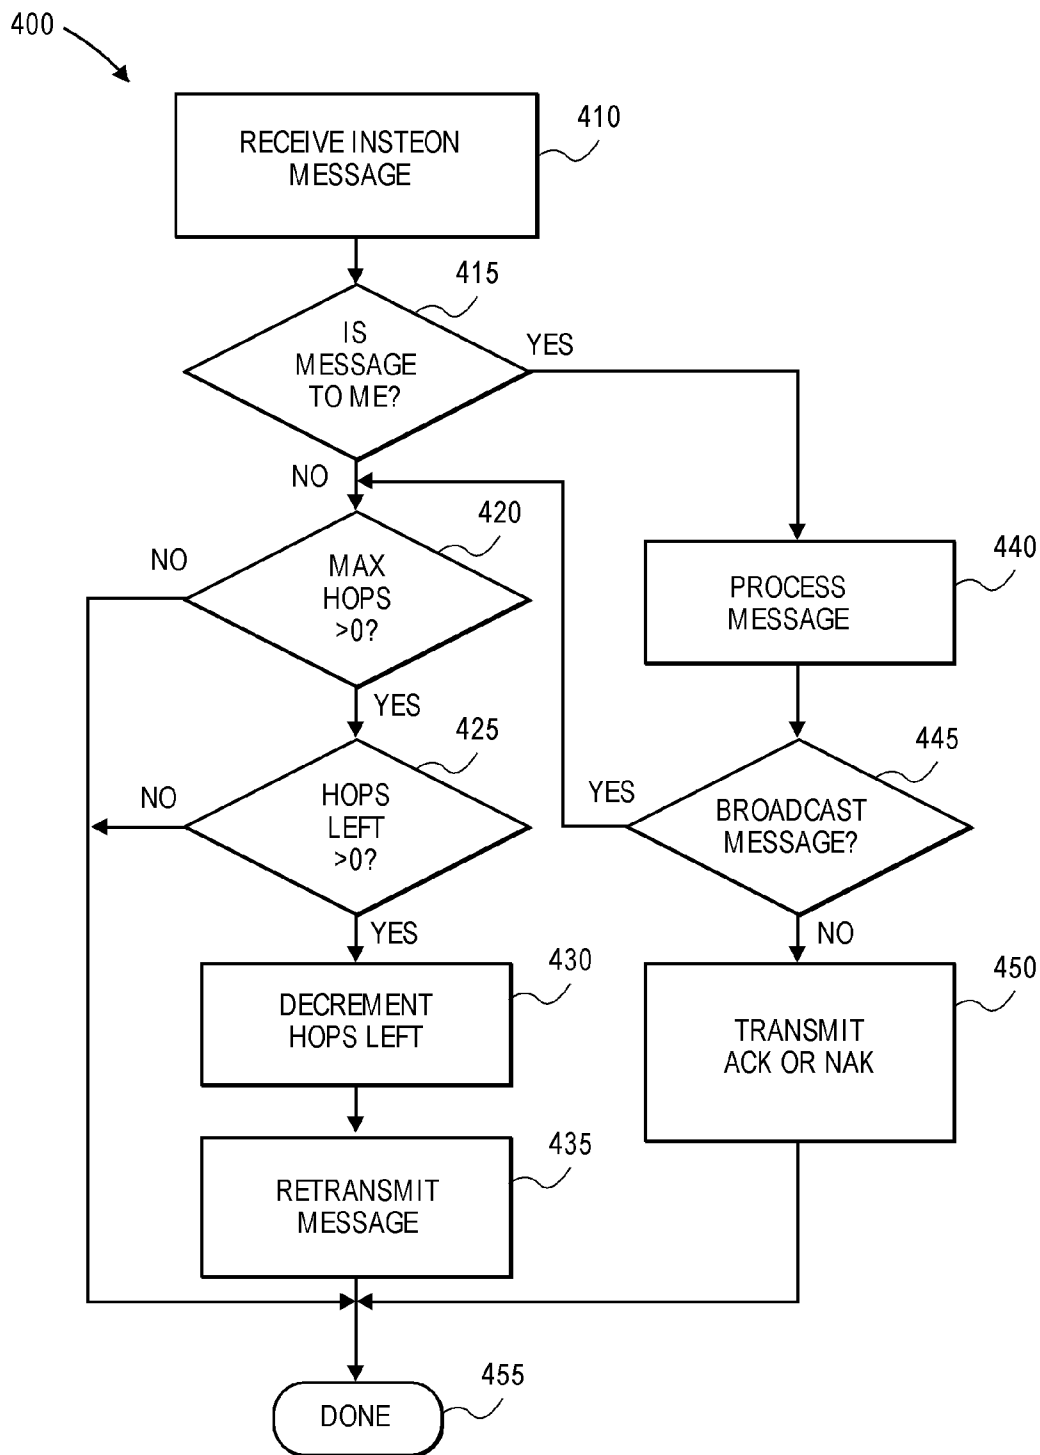 400
RECEIVE INSTEON
MESSAGE
410
IS
MESSAGE
TO ME?
415
YES
NO
MAX
HOPS
>0?
420
NO
YES
HOPS
LEFT
>0?
425
NO
YES
DECREMENT
HOPS LEFT
430
RETRANSMIT
MESSAGE
435
PROCESS
MESSAGE
440
BROADCAST
MESSAGE?
445
YES
NO
TRANSMIT
ACK OR NAK
450
DONE
455